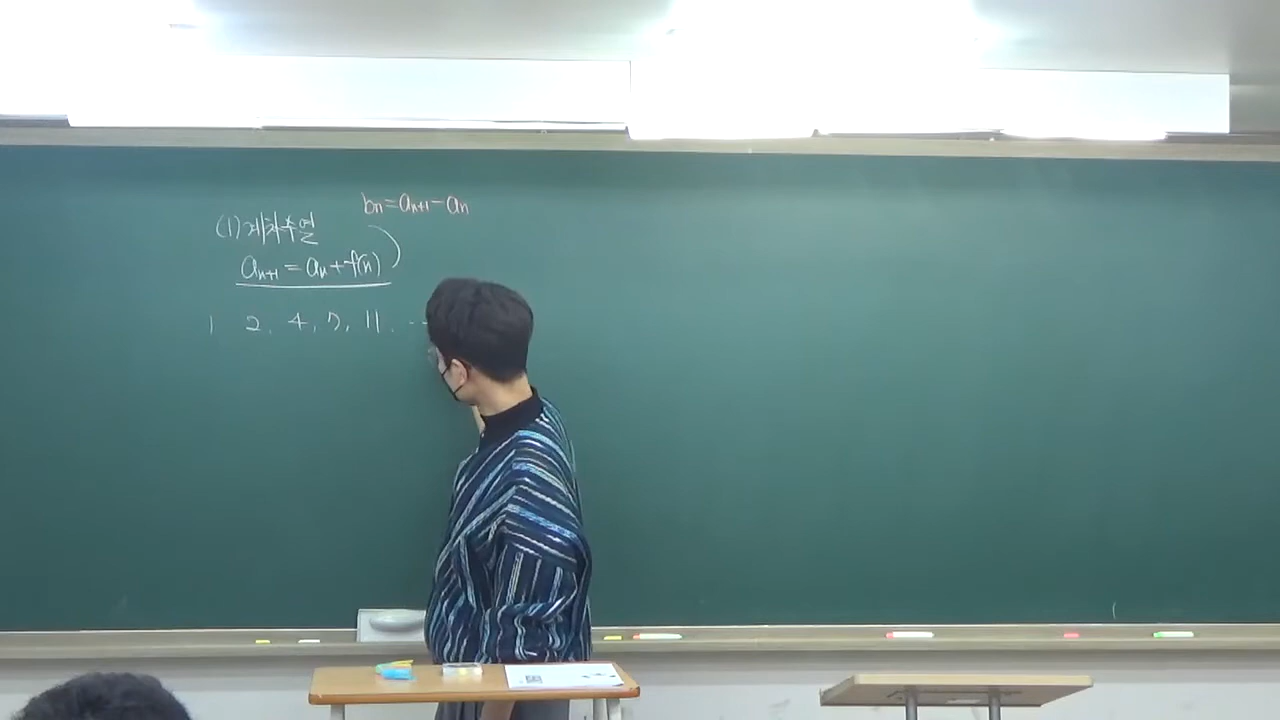 bn = an+1 - an
(1) 계차수열
an+1 = an + f(n)
1 2, 4, 7, 11, ...